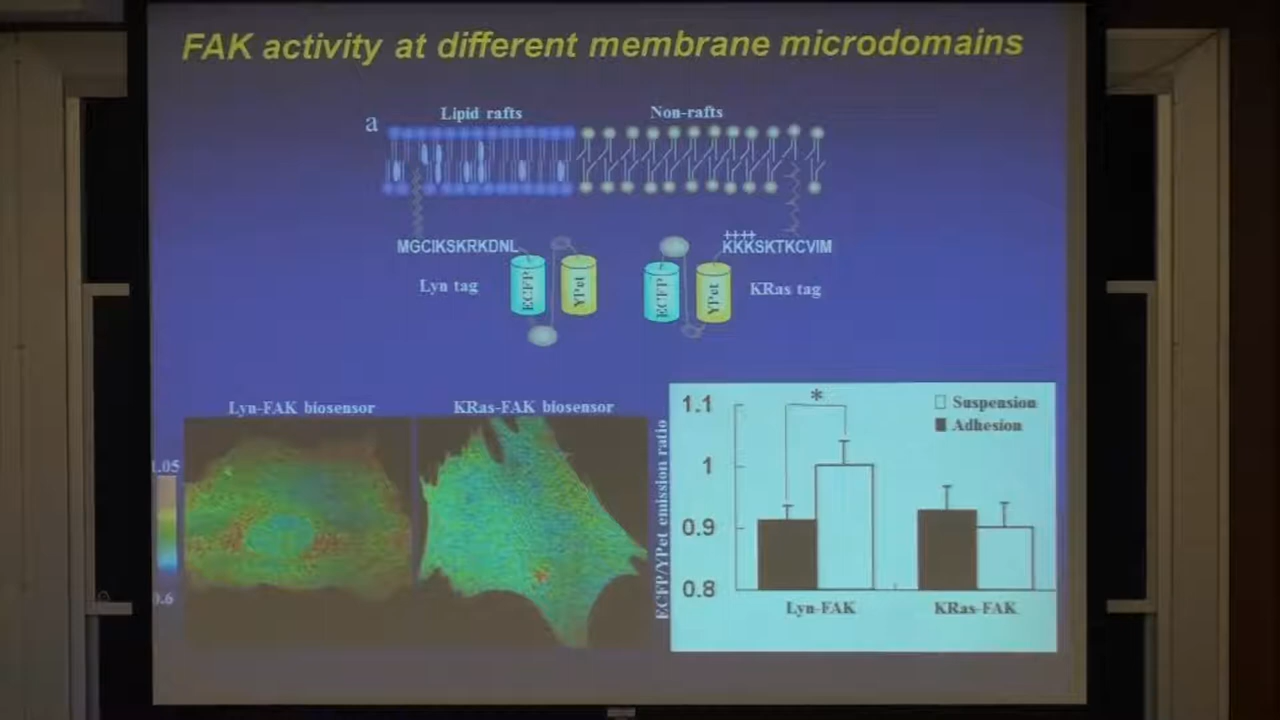 FAK activity at different membrane microdomains
a
Lipid rafts
Non-rafts
MGCIKSKRKDNL
++++
KKKSKTKCVIM
Lyn tag
ECFP
YPet
ECFP
YPet
KRas tag
Lyn-FAK biosensor
KRas-FAK biosensor
1.05
0.6
ECFP/YPet emission ratio
1.1
1
0.9
0.8
*
Suspension
Adhesion
Lyn-FAK
KRas-FAK